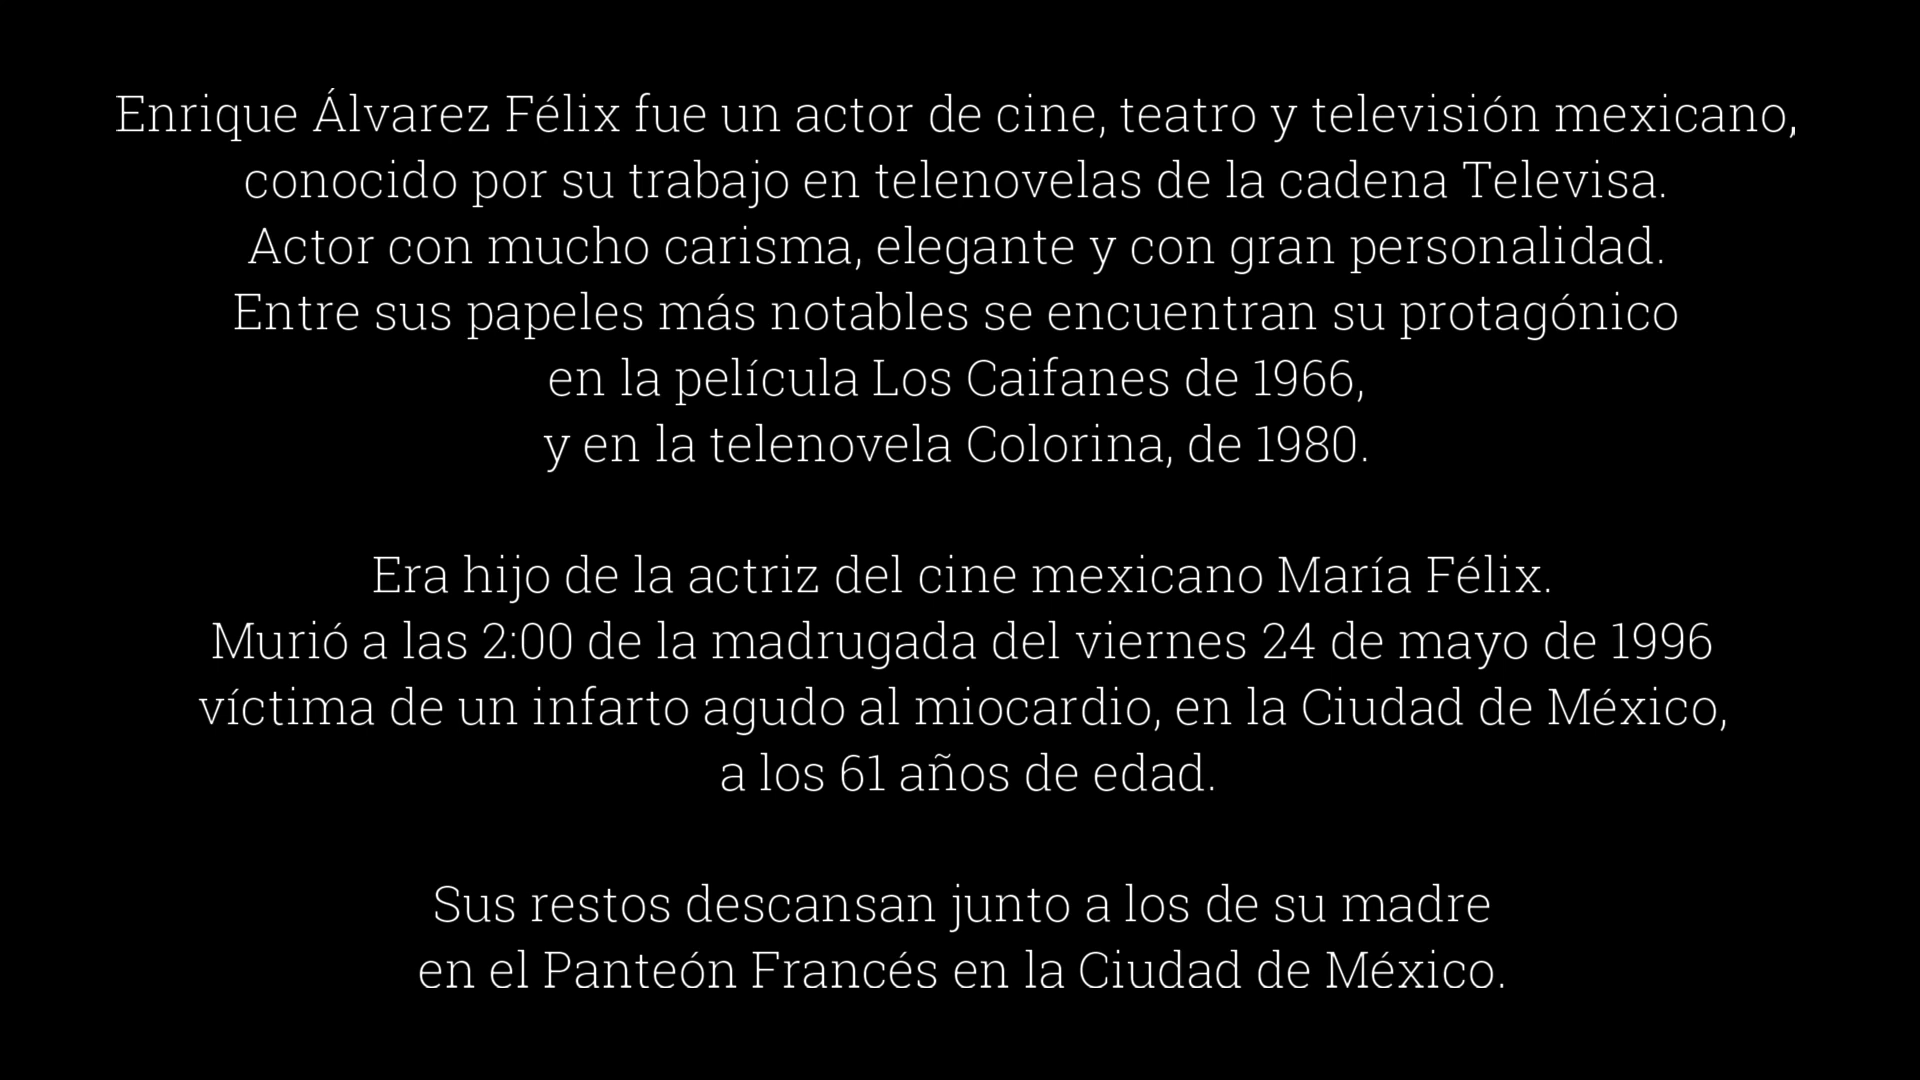 Enrique Álvarez Félix fue un actor de cine, teatro y televisión mexicano,
conocido por su trabajo en telenovelas de la cadena Televisa.
Actor con mucho carisma, elegante y con gran personalidad.
Entre sus papeles más notables se encuentran su protagónico
en la película Los Caifanes de 1966,
y en la telenovela Colorina, de 1980.
Era hijo de la actriz del cine mexicano María Félix.
Murió a las 2:00 de la madrugada del viernes 24 de mayo de 1996
víctima de un infarto agudo al miocardio, en la Ciudad de México,
a los 61 años de edad.
Sus restos descansan junto a los de su madre
en el Panteón Francés en la Ciudad de México.